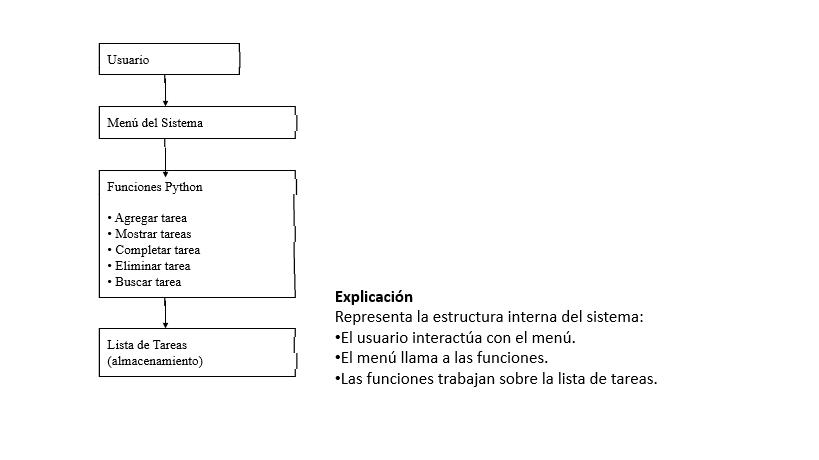 Usuario
Menú del Sistema
Funciones Python
• Agregar tarea
• Mostrar tareas
• Completar tarea
• Eliminar tarea
• Buscar tarea
Lista de Tareas
(almacenamiento)
Explicación
Representa la estructura interna del sistema:
•El usuario interactúa con el menú.
•El menú llama a las funciones.
•Las funciones trabajan sobre la lista de tareas.